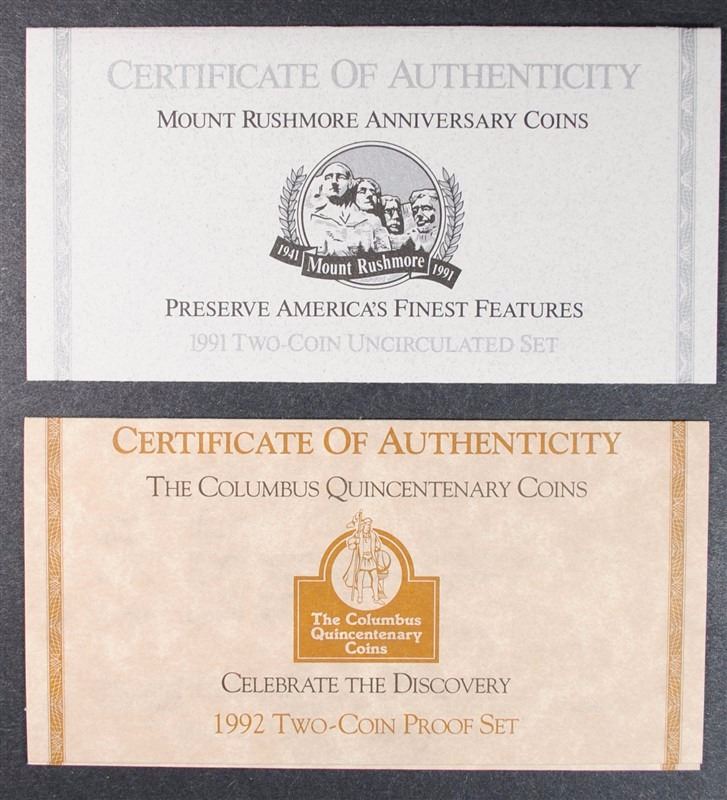 CERTIFICATE OF AUTHENTICITY
MOUNT RUSHMORE ANNIVERSARY COINS
1941 Mount Rushmore 1991
PRESERVE AMERICA'S FINEST FEATURES
1991 TWO-COIN UNCIRCULATED SET
CERTIFICATE OF AUTHENTICITY
THE COLUMBUS QUINCENTENARY COINS
The Columbus
Quincentenary
Coins
CELEBRATE THE DISCOVERY
1992 TWO-COIN PROOF SET